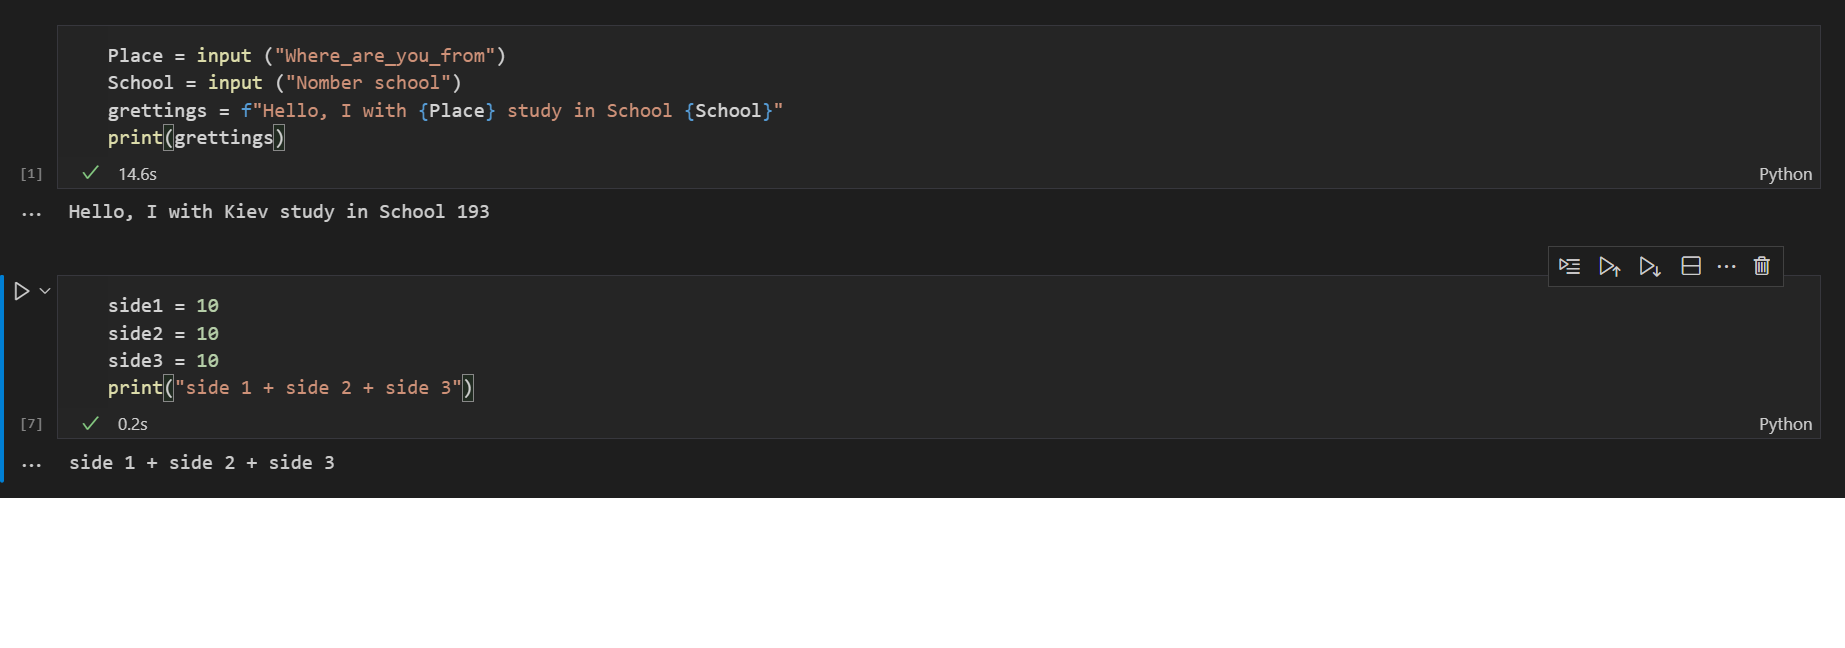 Place = input ("Where_are_you_from")
School = input ("Nomber school")
grettings = f"Hello, I with {Place} study in School {School}"
print(grettings)
[1] 14.6s Python
Hello, I with Kiev study in School 193
side1 = 10
side2 = 10
side3 = 10
print("side 1 + side 2 + side 3")
[7] 0.2s Python
side 1 + side 2 + side 3